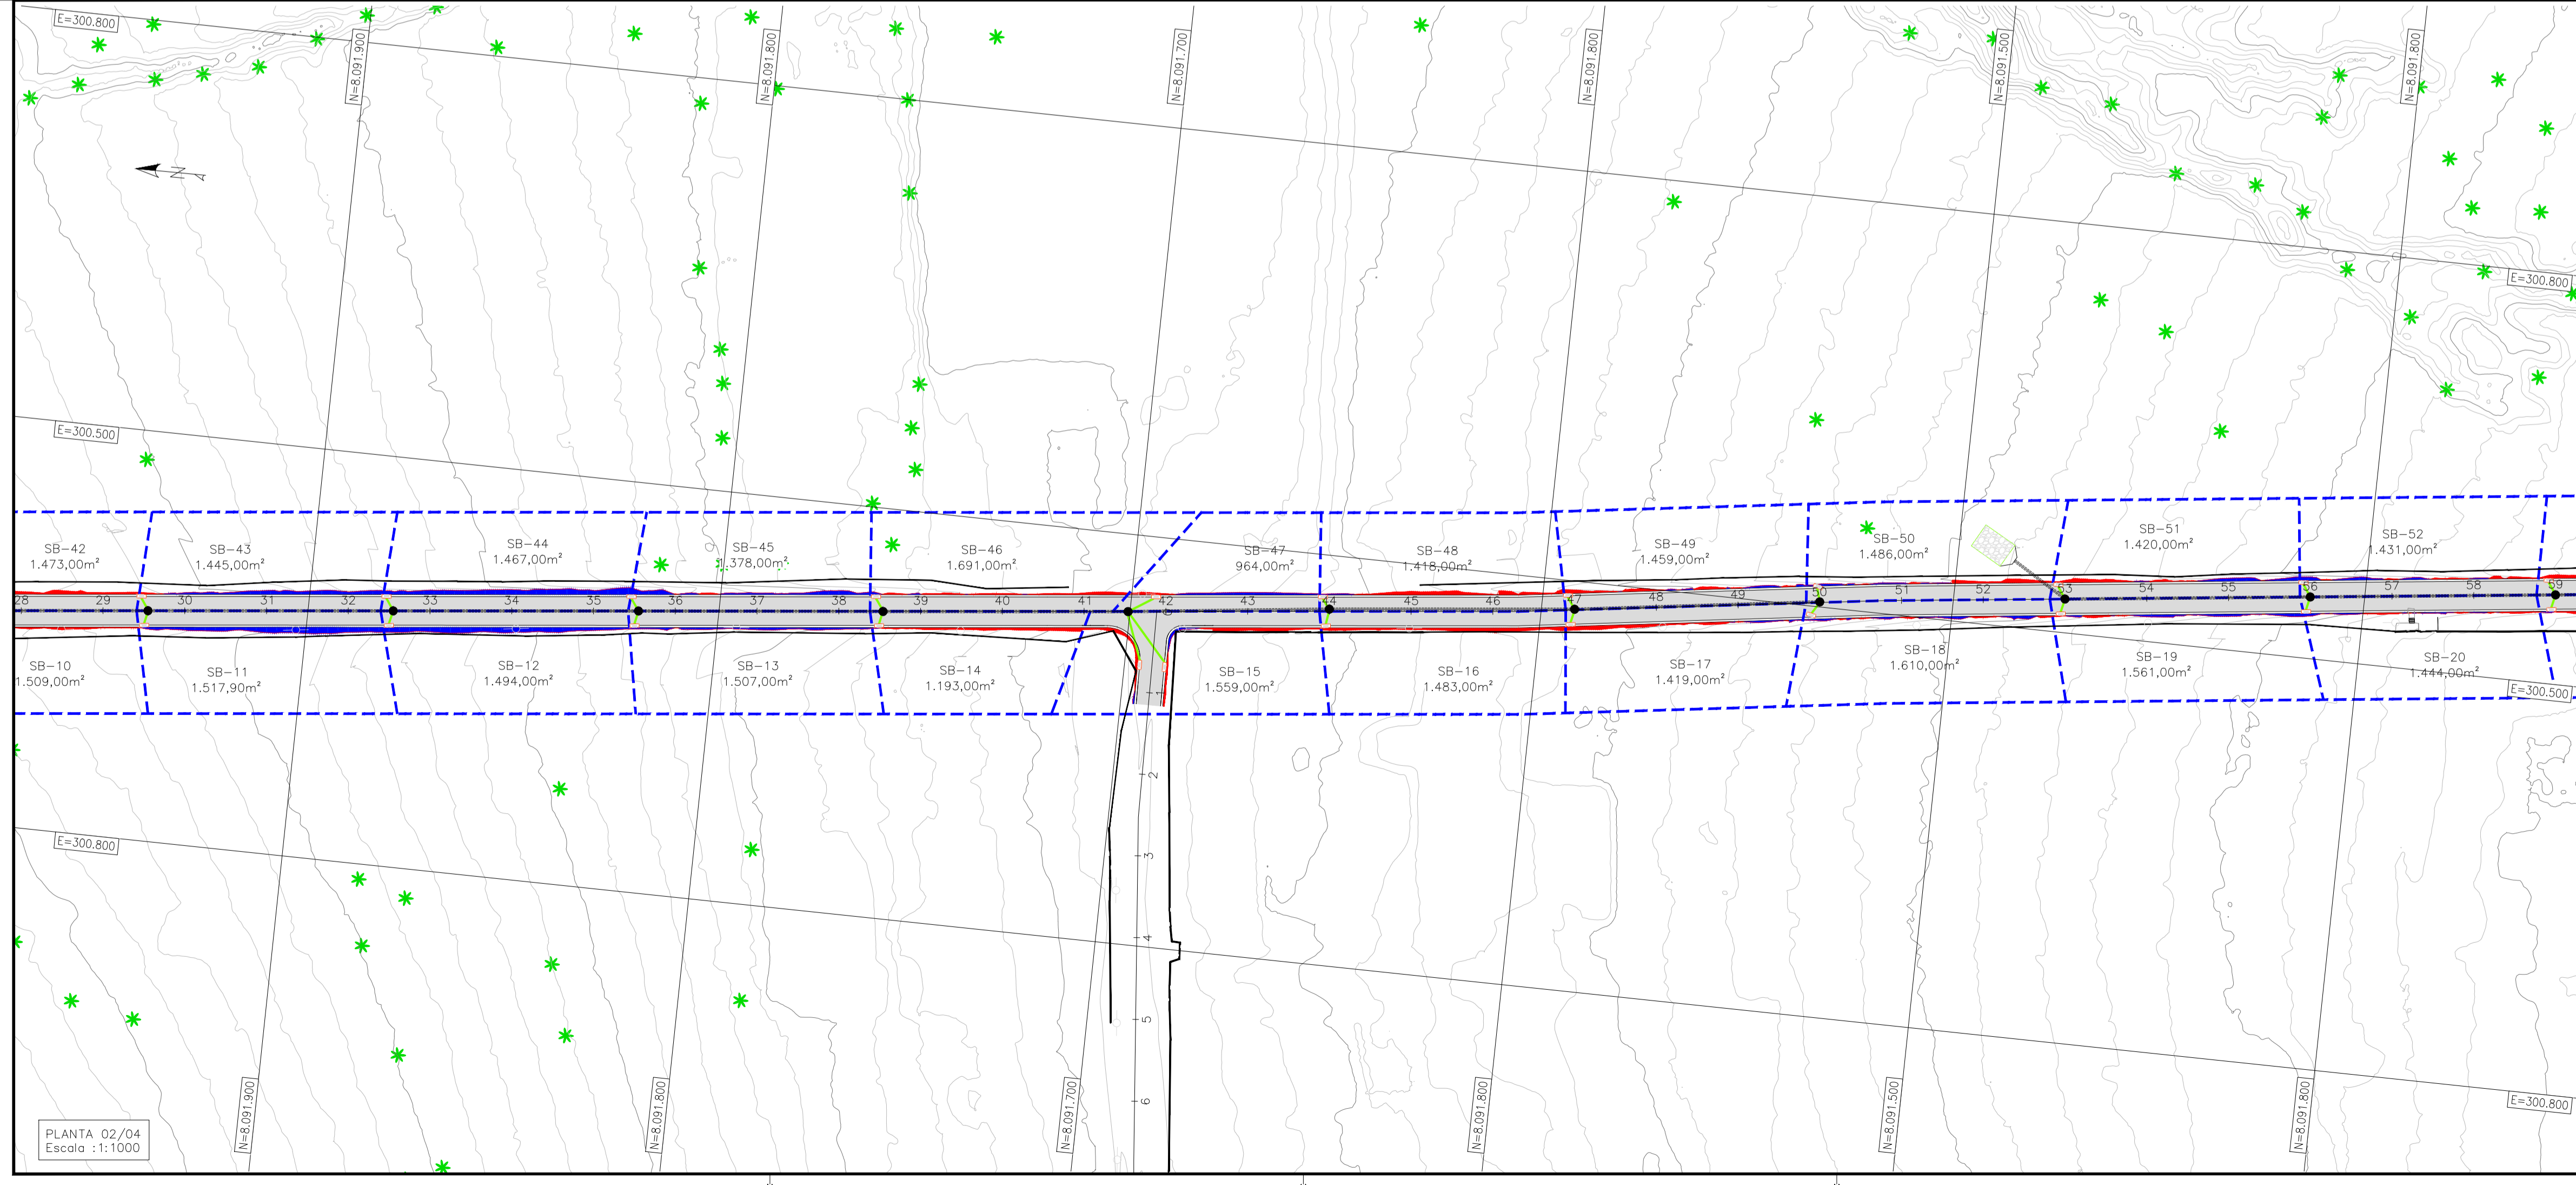 E=300.800
N=8.091.900
N=8.091.800
N=8.091.700
N=8.091.800
N=8.091.500
N=8.091.800
N
E=300.800
E=300.500
SB-42
1.473,00m²
SB-43
1.445,00m²
SB-44
1.467,00m²
SB-45
1.378,00m²
SB-46
1.691,00m²
SB-47
964,00m²
SB-48
1.418,00m²
SB-49
1.459,00m²
SB-50
1.486,00m²
SB-51
1.420,00m²
SB-52
1.431,00m²
28 29 30 31 32 33 34 35 36 37 38 39 40 41 42 43 44 45 46 47 48 49 50 51 52 53 54 55 56 57 58 59
SB-10
1.509,00m²
SB-11
1.517,90m²
SB-12
1.494,00m²
SB-13
1.507,00m²
SB-14
1.193,00m²
SB-15
1.559,00m²
SB-16
1.483,00m²
SB-17
1.419,00m²
SB-18
1.610,00m²
SB-19
1.561,00m²
SB-20
1.444,00m²
E=300.500
1
2
3
4
5
6
E=300.800
E=300.800
N=8.091.900
N=8.091.800
N=8.091.700
N=8.091.800
N=8.091.500
N=8.091.800
PLANTA 02/04
Escala :1:1000